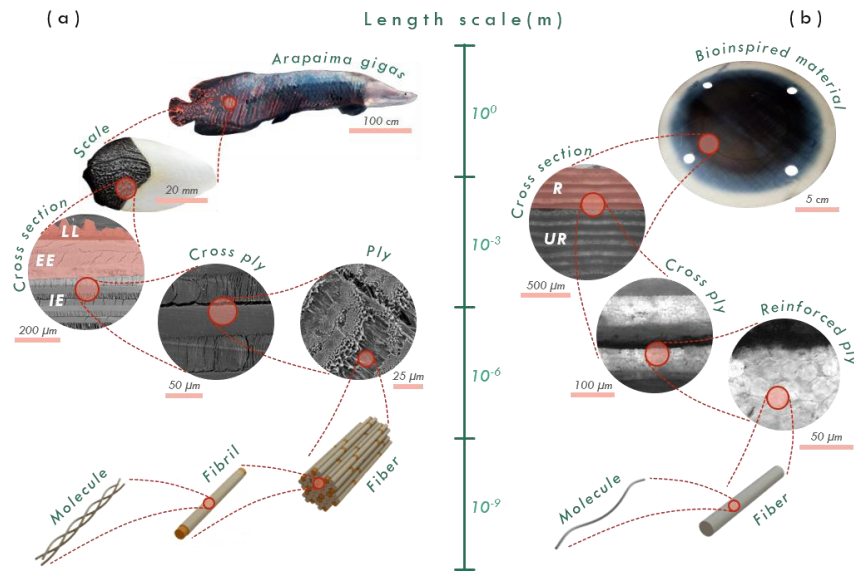 (a)
Length scale(m)
(b)
Arapaima gigas
100 cm
Scale
20 mm
Cross section
LL
EE
IE
200 µm
Cross ply
50 µm
Ply
25 µm
Molecule
Fibril
Fiber
10⁰
10⁻³
10⁻⁶
10⁻⁹
Bioinspired material
5 cm
Cross section
R
UR
500 µm
Cross ply
100 µm
Reinforced ply
50 µm
Molecule
Fiber